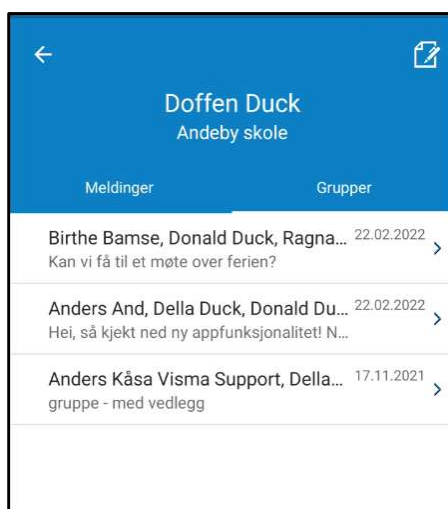 Doffen Duck
Andeby skole
Meldinger Grupper
Birthe Bamse, Donald Duck, Ragna... 22.02.2022
Kan vi få til et møte over ferien?
Anders And, Della Duck, Donald Du... 22.02.2022
Hei, så kjekt ned ny appfunksjonalitet! N...
Anders Kåsa Visma Support, Della... 17.11.2021
gruppe - med vedlegg